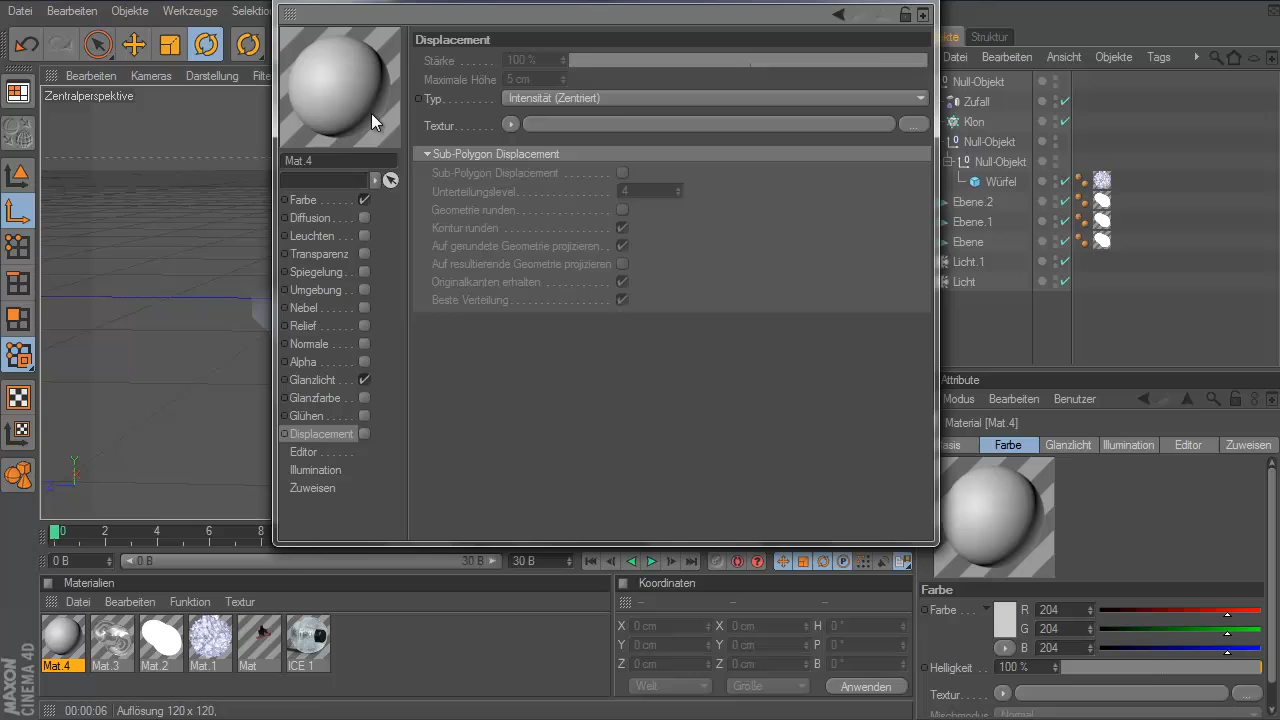 Datei Bearbeiten Objekte Werkzeuge Selektio
Bearbeiten Kameras Darstellung Filte
Zentralperspektive
Mat.4
Farbe
Diffusion
Leuchten
Transparenz
Spiegelung
Umgebung
Nebel
Relief
Normale
Alpha
Glanzlicht
Glanzfarbe
Glühen
Displacement
Editor
Illumination
Zuweisen
Displacement
Stärke 100 %
Maximale Höhe 5 cm
Typ Intensität (Zentriert)
Textur ...
Sub-Polygon Displacement
Sub-Polygon Displacement
Unterteilungslevel 4
Geometrie runden
Kontur runden
Auf gerundete Geometrie projizieren
Auf resultierende Geometrie projizieren
Originalkanten erhalten
Beste Verteilung
kte Struktur
Datei Bearbeiten Ansicht Objekte Tags
Null-Objekt
Zufall
Klon
Null-Objekt
Null-Objekt
Würfel
Ebene.2
Ebene.1
Ebene
Licht.1
Licht
Attribute
Modus Bearbeiten Benutzer
Material [Mat.4]
asis Farbe Glanzlicht Illumination Editor Zuweisen
Farbe
Farbe R 204
G 204
B 204
Helligkeit 100 %
Textur ...
Mischmodus Normal
0 2 4 6 8
0 B 0 B 30 B 30 B
Materialien
Datei Bearbeiten Funktion Textur
Mat.4 Mat.3 Mat.2 Mat.1 Mat ICE 1
Koordinaten
-- -- --
X 0 cm X 0 cm H 0 °
Y 0 cm Y 0 cm P 0 °
Z 0 cm Z 0 cm B 0 °
Welt Größe Anwenden
MAXON
CINEMA 4D
00:00:06 Auflösung 120 x 120,